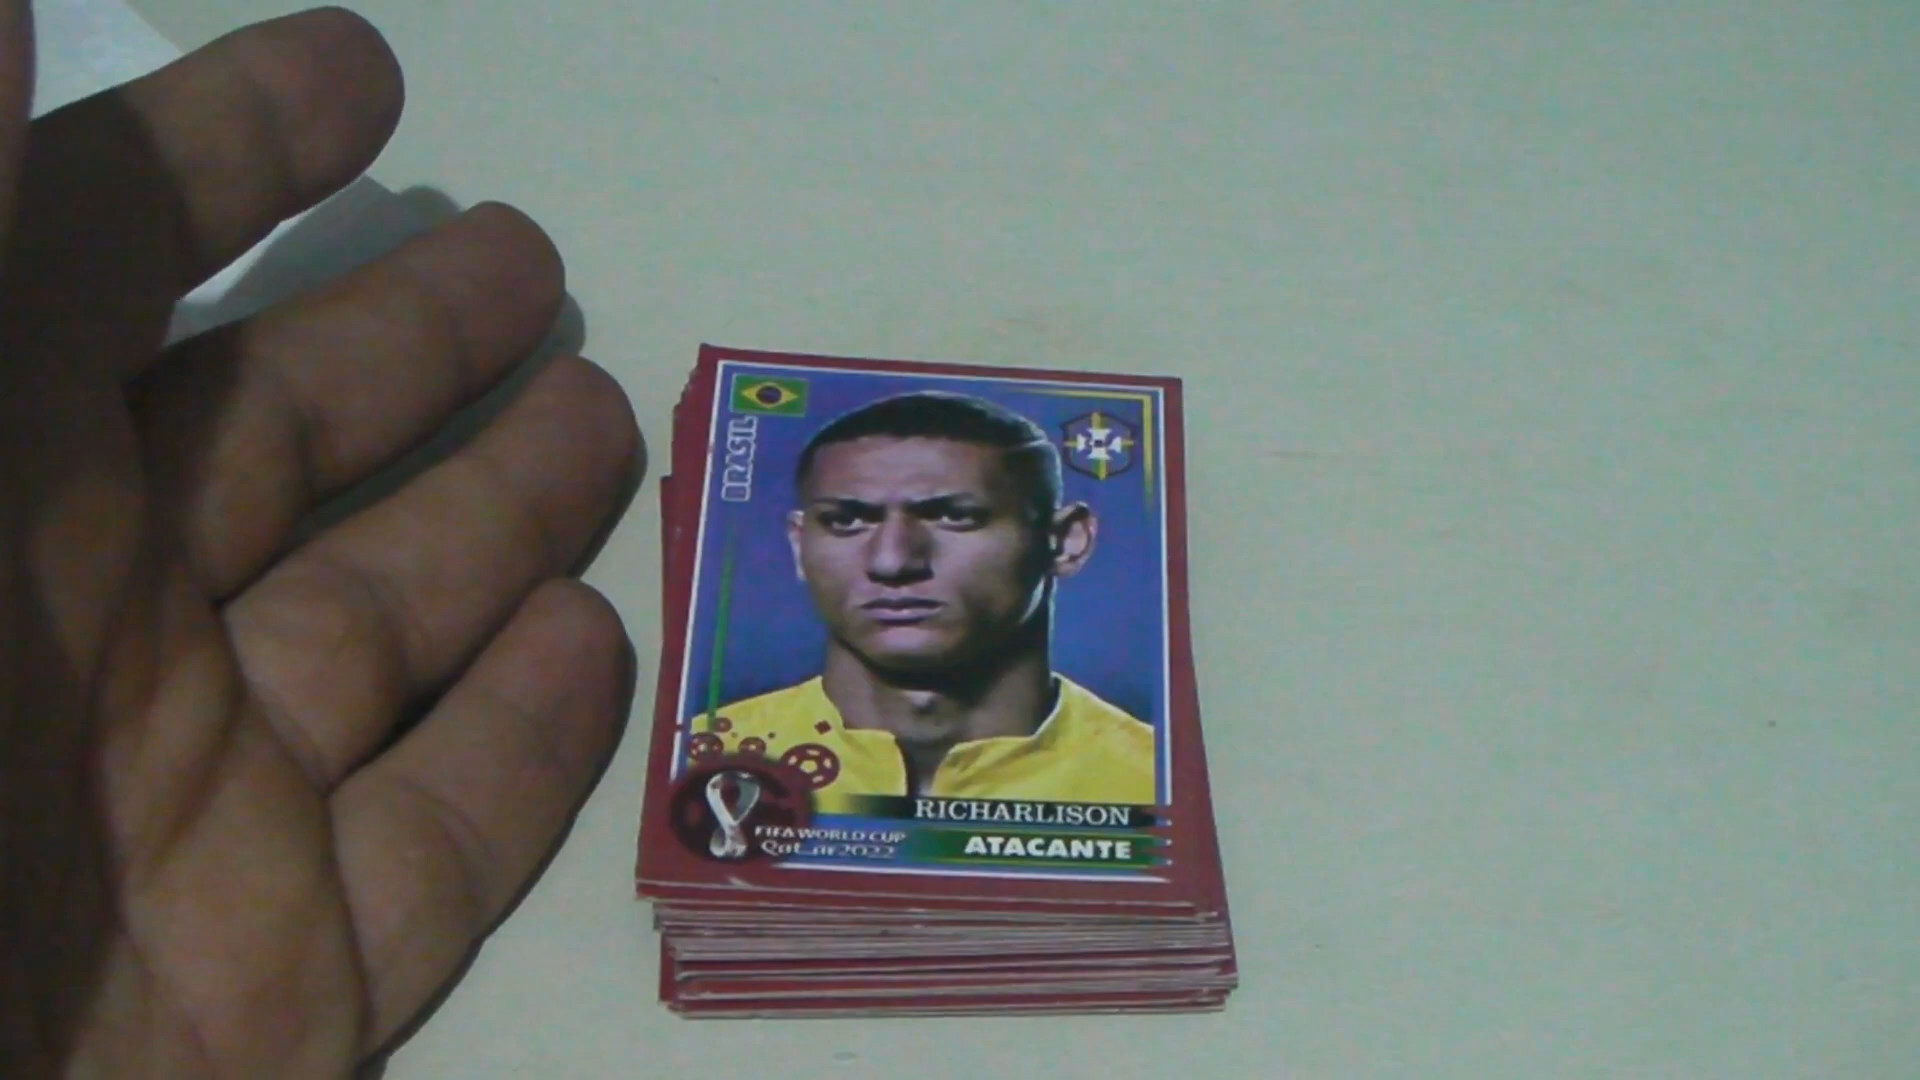 BRASIL
RICHARLISON
FIFA WORLD CUP
ATACANTE
Qatar2022